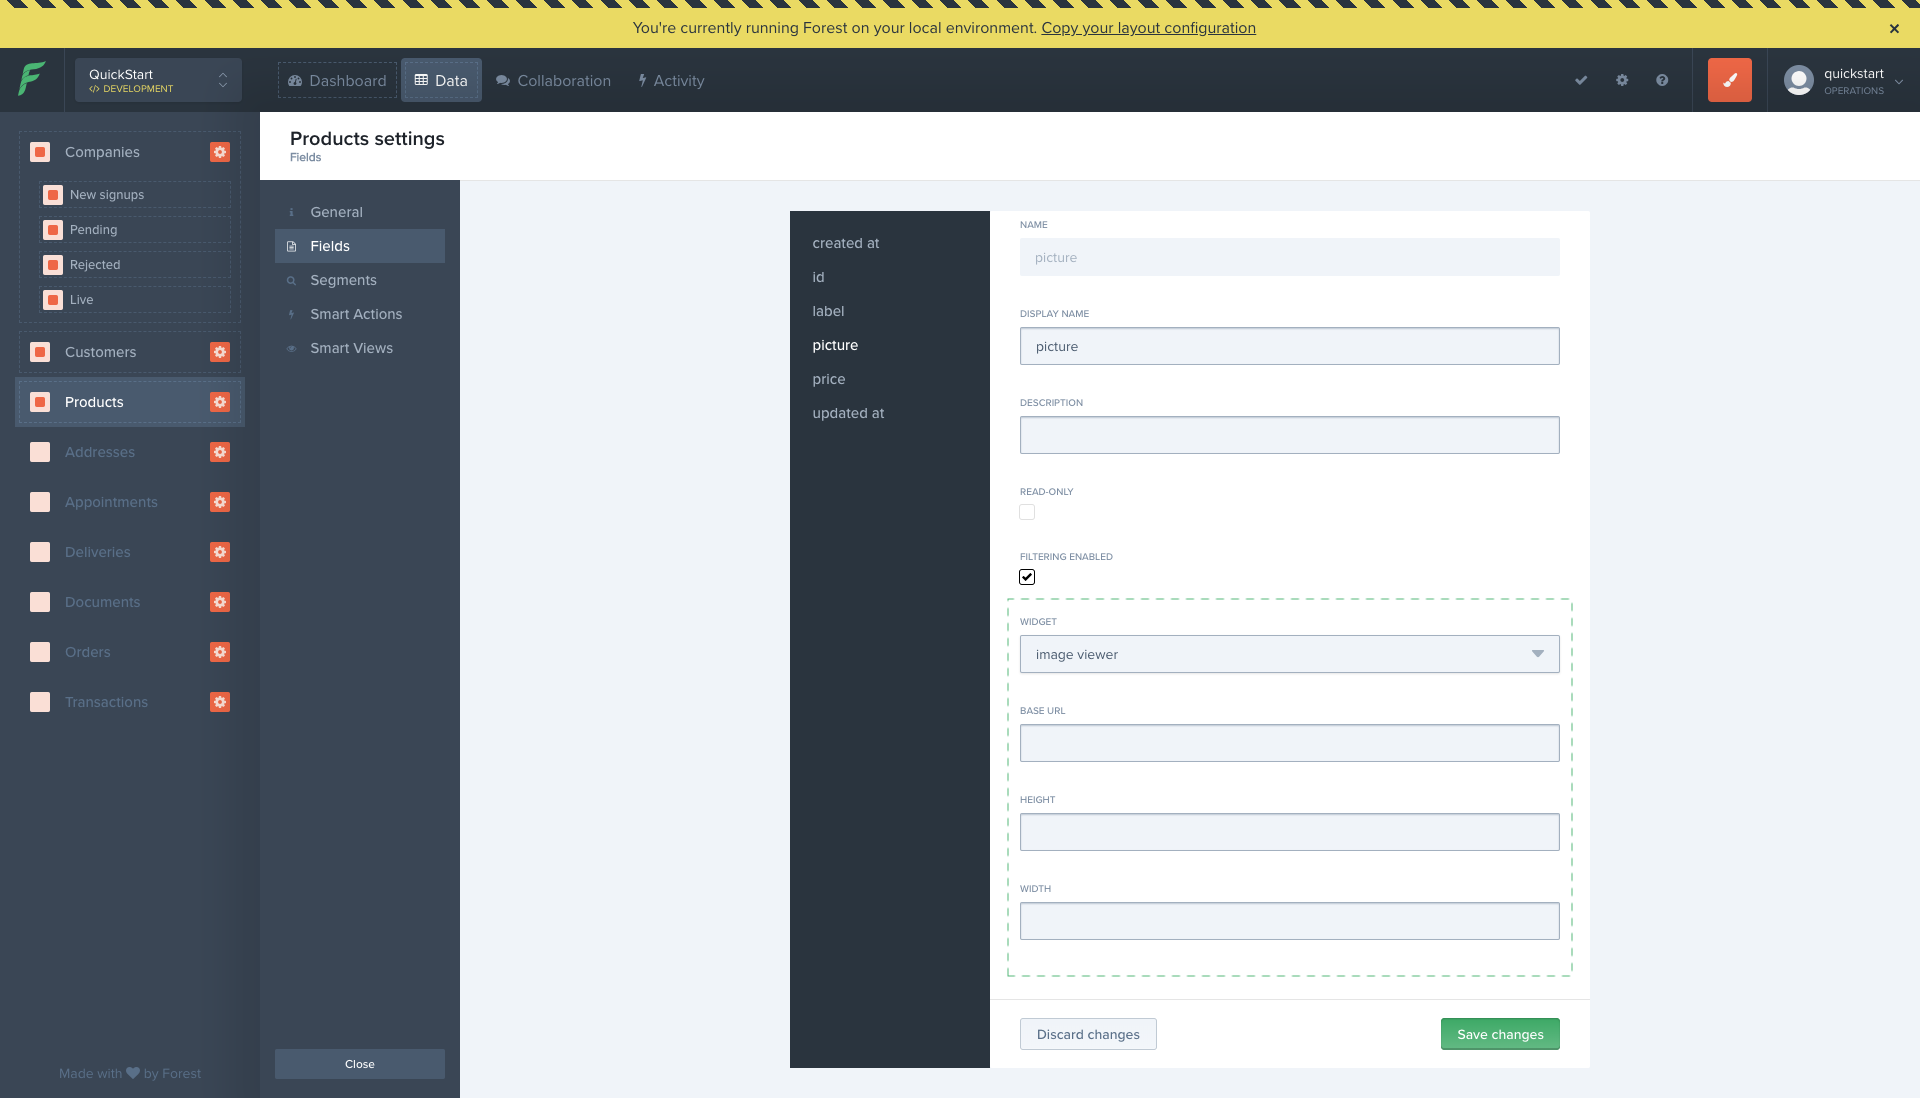 You're currently running Forest on your local environment. Copy your layout configuration
QuickStart
</> DEVELOPMENT
Dashboard
Data
Collaboration
Activity
quickstart
OPERATIONS
Companies
New signups
Pending
Rejected
Live
Customers
Products
Addresses
Appointments
Deliveries
Documents
Orders
Transactions
Made with ♥ by Forest
Products settings
Fields
General
Fields
Segments
Smart Actions
Smart Views
Close
created at
id
label
picture
price
updated at
NAME
picture
DISPLAY NAME
picture
DESCRIPTION
READ-ONLY
FILTERING ENABLED
WIDGET
image viewer
BASE URL
HEIGHT
WIDTH
Discard changes
Save changes